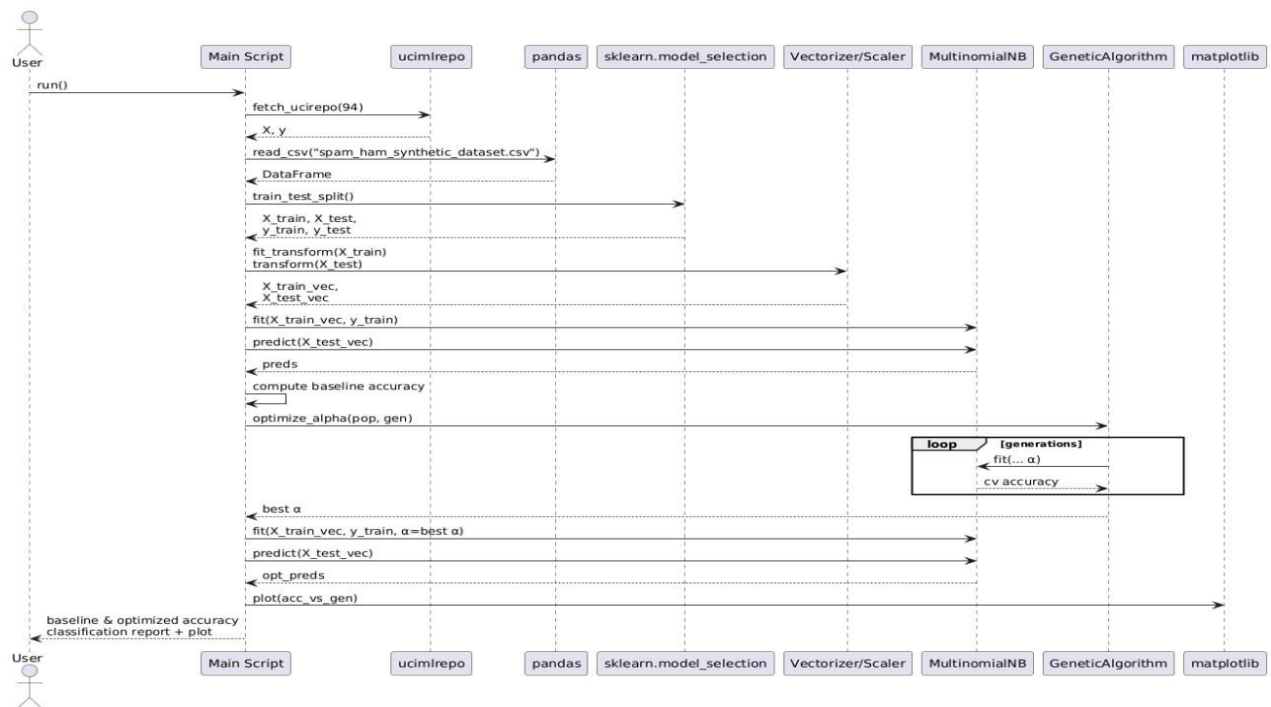 User
Main Script
ucimlrepo
pandas
sklearn.model_selection
Vectorizer/Scaler
MultinomialNB
GeneticAlgorithm
matplotlib
run()
fetch_ucirepo(94)
X, y
read_csv("spam_ham_synthetic_dataset.csv")
DataFrame
train_test_split()
X_train, X_test,
y_train, y_test
fit_transform(X_train)
transform(X_test)
X_train_vec,
X_test_vec
fit(X_train_vec, y_train)
predict(X_test_vec)
preds
compute baseline accuracy
optimize_alpha(pop, gen)
loop [generations]
fit(... α)
cv accuracy
best α
fit(X_train_vec, y_train, α=best α)
predict(X_test_vec)
opt_preds
plot(acc_vs_gen)
baseline & optimized accuracy
classification report + plot
User
Main Script
ucimlrepo
pandas
sklearn.model_selection
Vectorizer/Scaler
MultinomialNB
GeneticAlgorithm
matplotlib